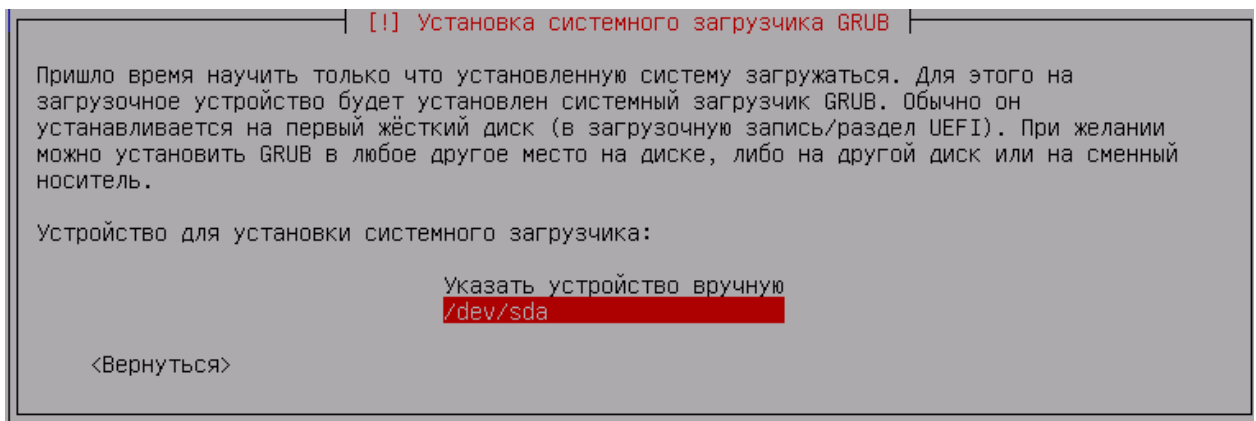 [!] Установка системного загрузчика GRUB
Пришло время научить только что установленную систему загружаться. Для этого на
загрузочное устройство будет установлен системный загрузчик GRUB. Обычно он
устанавливается на первый жёсткий диск (в загрузочную запись/раздел UEFI). При желании
можно установить GRUB в любое другое место на диске, либо на другой диск или на сменный
носитель.
Устройство для установки системного загрузчика:
Указать устройство вручную
/dev/sda
<Вернуться>